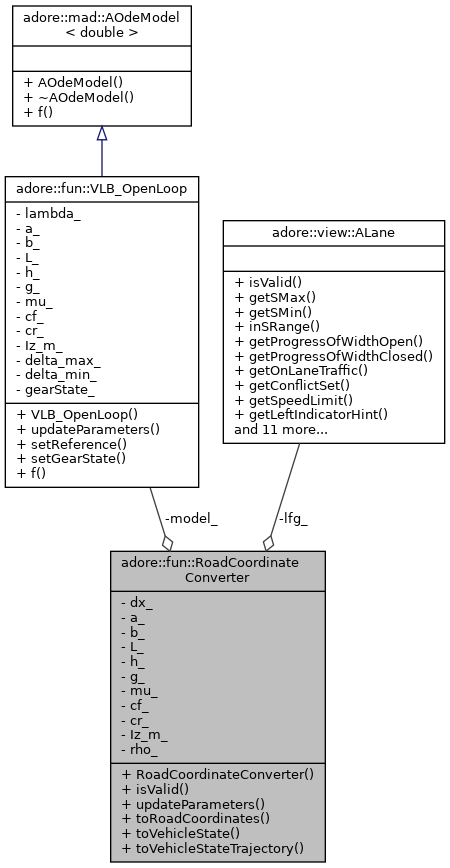 adore::mad::AOdeModel
< double >
+ AOdeModel()
+ ~AOdeModel()
+ f()
adore::fun::VLB_OpenLoop
- lambda_
- a_
- b_
- L_
- h_
- g_
- mu_
- cf_
- cr_
- Iz_m_
- delta_max_
- delta_min_
- gearState_
+ VLB_OpenLoop()
+ updateParameters()
+ setReference()
+ setGearState()
+ f()
adore::view::ALane
+ isValid()
+ getSMax()
+ getSMin()
+ inSRange()
+ getProgressOfWidthOpen()
+ getProgressOfWidthClosed()
+ getOnLaneTraffic()
+ getConflictSet()
+ getSpeedLimit()
+ getLeftIndicatorHint()
and 11 more...
-model_
-lfg_
adore::fun::RoadCoordinate
Converter
- dx_
- a_
- b_
- L_
- h_
- g_
- mu_
- cf_
- cr_
- Iz_m_
- rho_
+ RoadCoordinateConverter()
+ isValid()
+ updateParameters()
+ toRoadCoordinates()
+ toVehicleState()
+ toVehicleStateTrajectory()